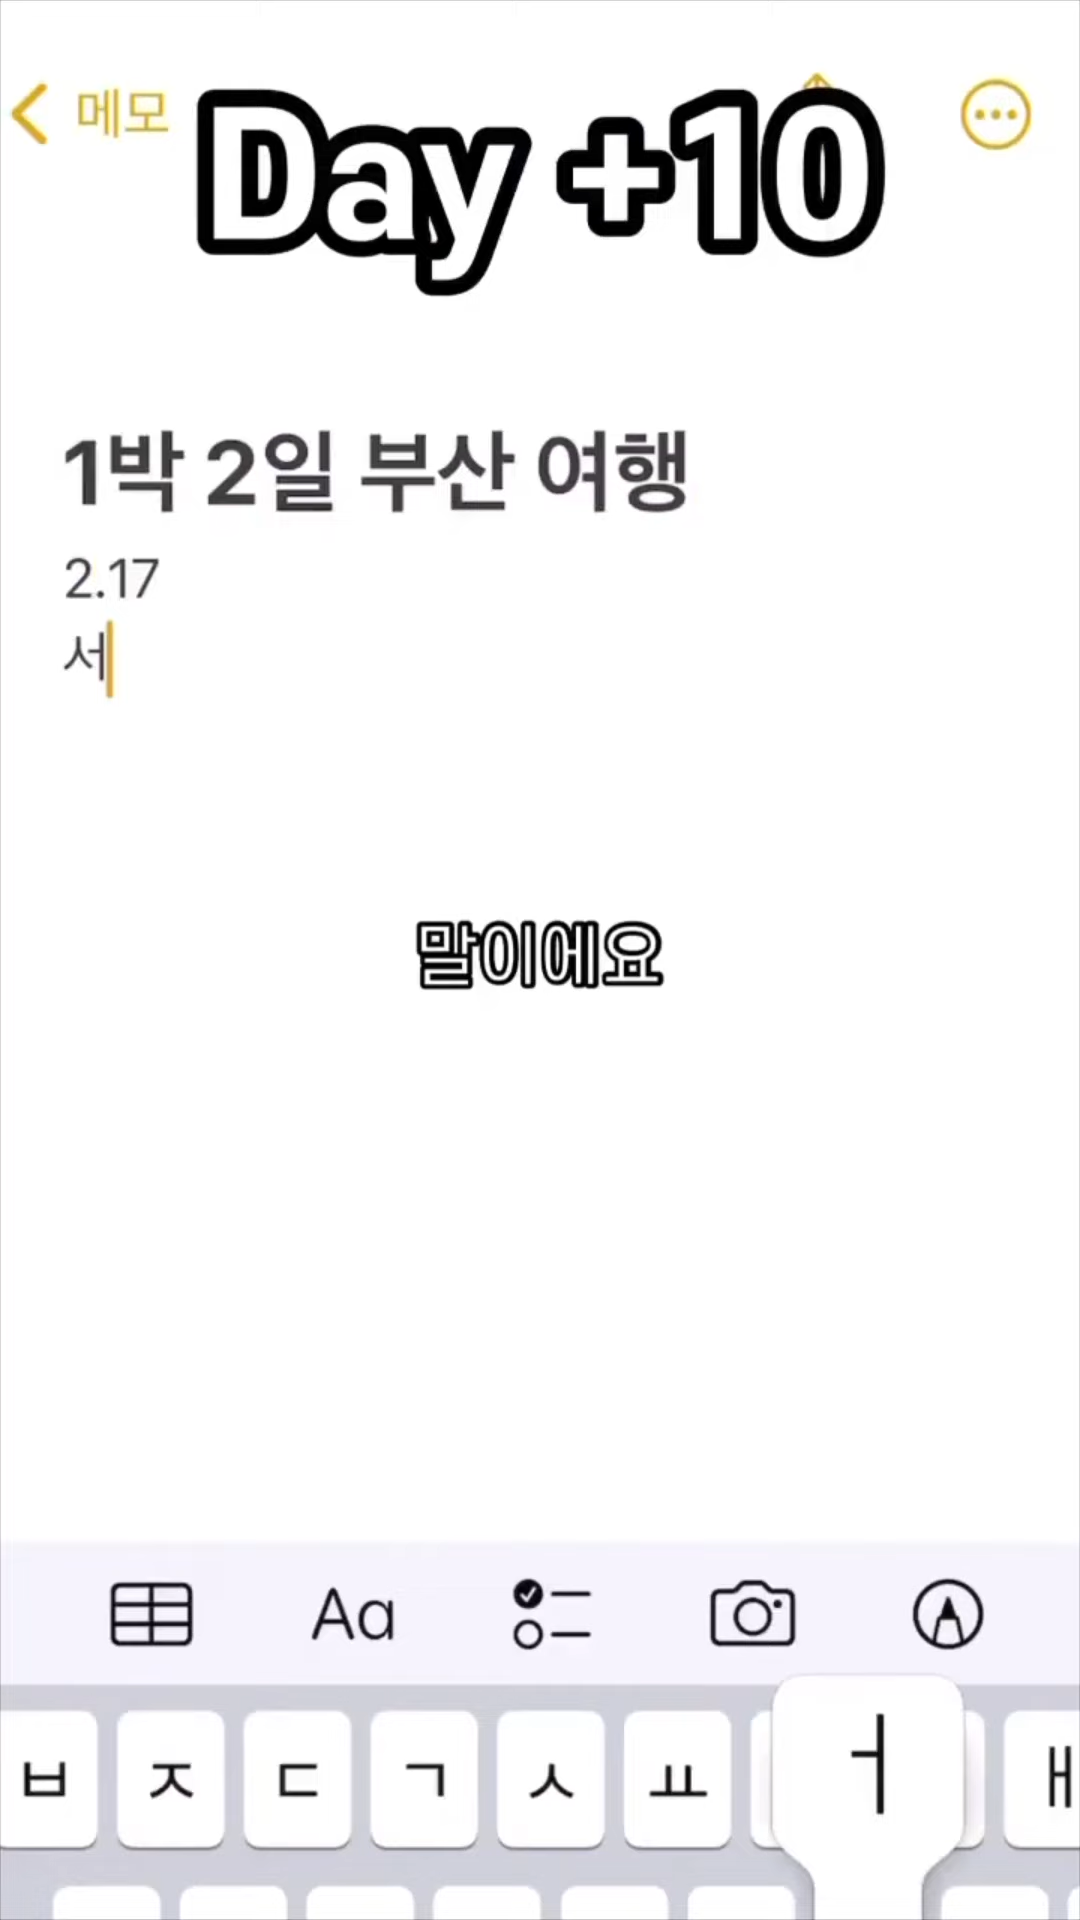 메모
Day +10
1박 2일 부산 여행
2.17
서
말이에요
Aa
ㅂ ㅈ ㄷ ㄱ ㅅ ㅛ ㅓ ㅐ